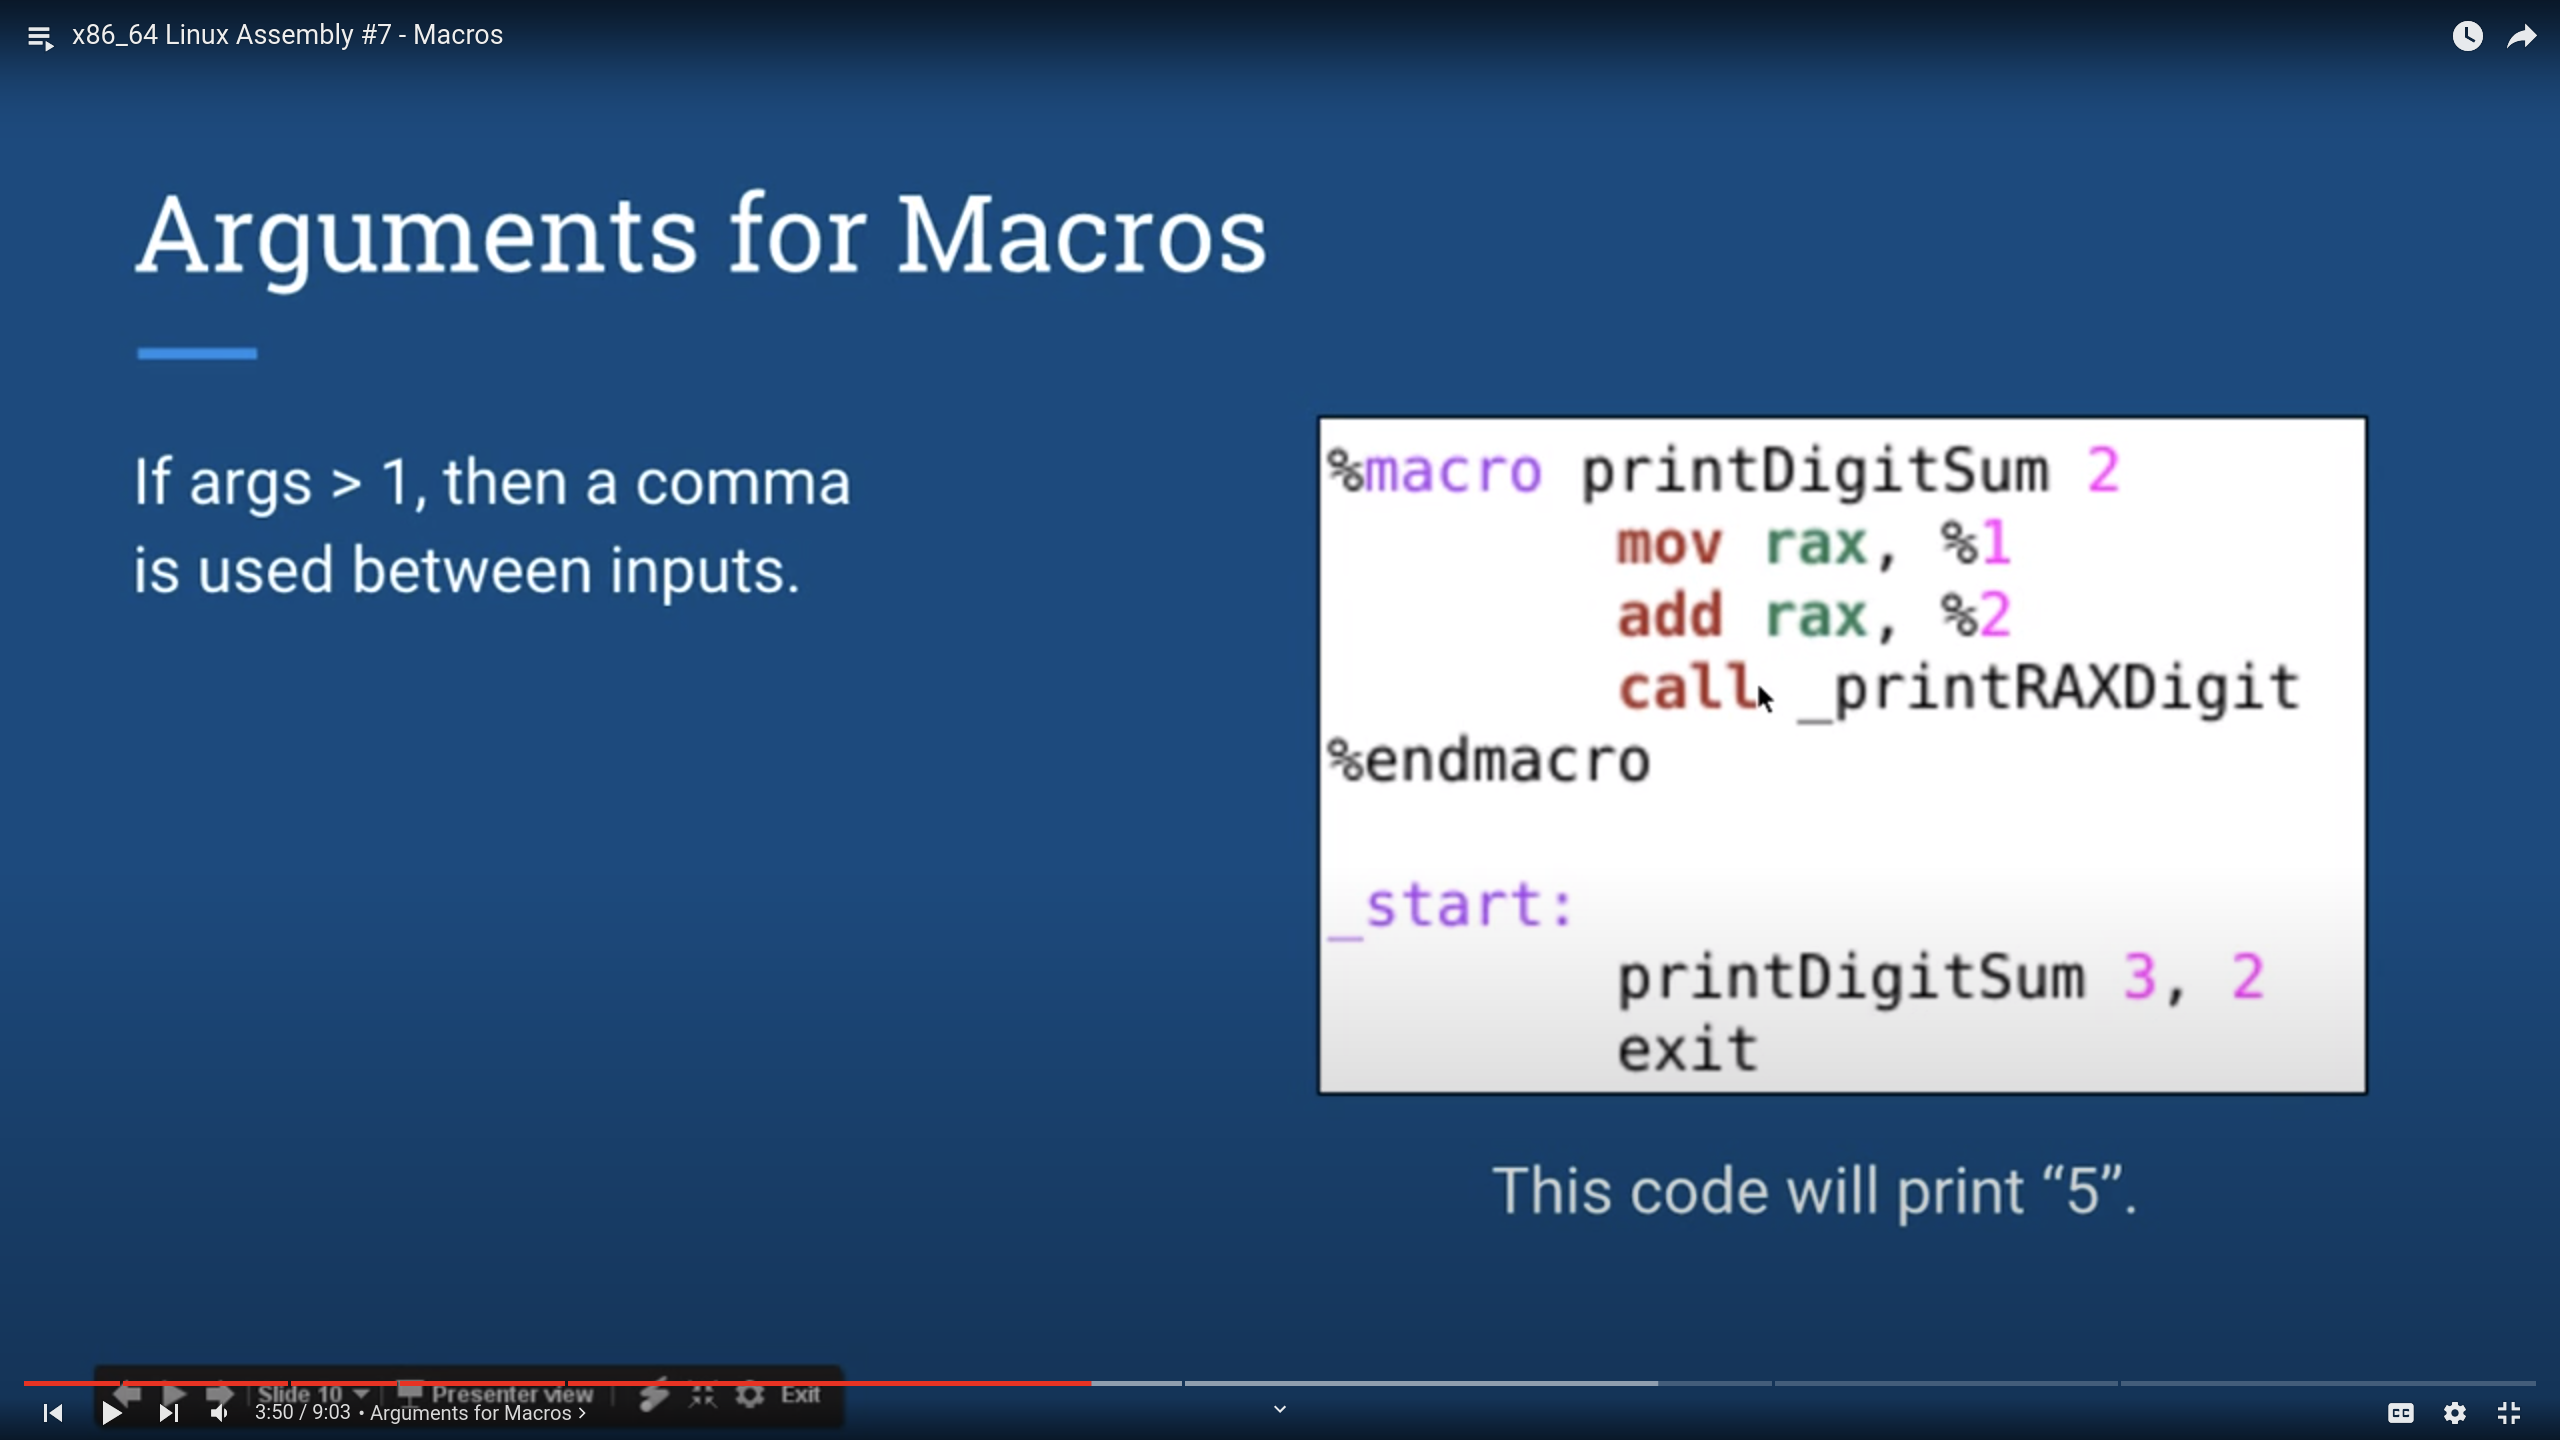 x86_64 Linux Assembly #7 - Macros
Arguments for Macros
If args > 1, then a comma
is used between inputs.
%macro printDigitSum 2
mov rax, %1
add rax, %2
call _printRAXDigit
%endmacro
_start:
printDigitSum 3, 2
exit
This code will print “5”.
Slide 10 Presenter view Exit
3:50 / 9:03 • Arguments for Macros
CC